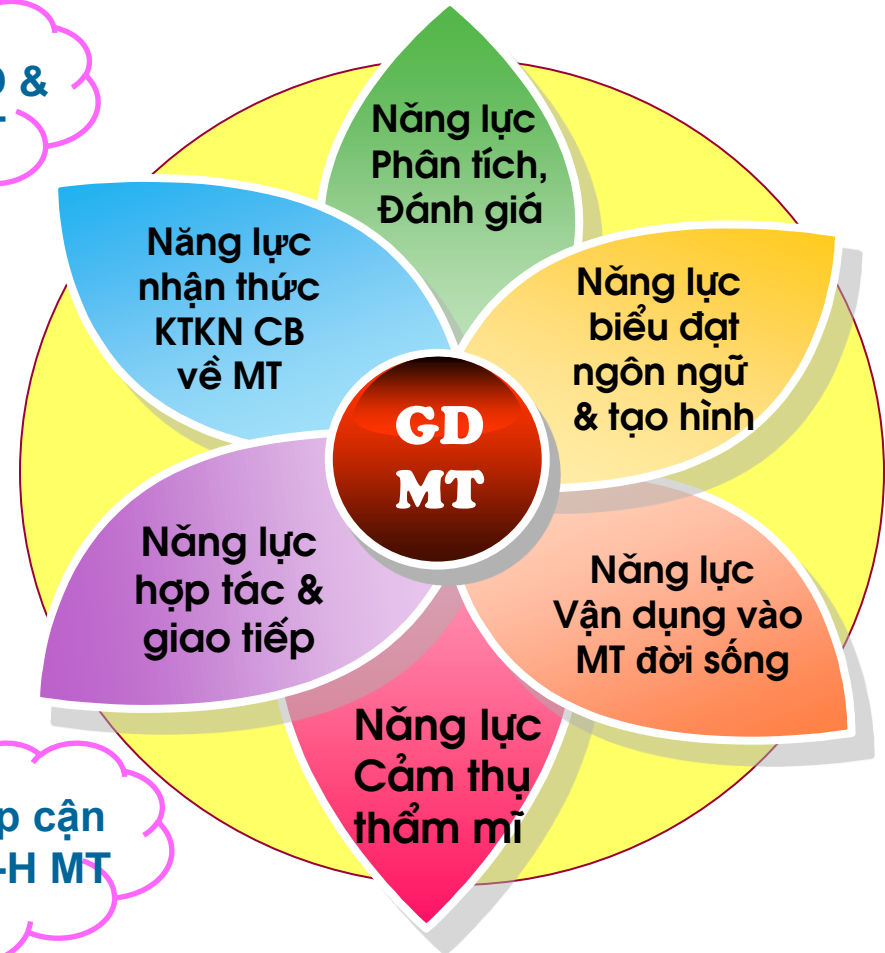 &
Năng lực
Phân tích,
Đánh giá
Năng lực
nhận thức
KTKN CB
về MT
Năng lực
biểu đạt
ngôn ngữ
& tạo hình
GD
MT
Năng lực
hợp tác &
giao tiếp
Năng lực
Vận dụng vào
MT đời sống
Năng lực
Cảm thụ
thẩm mĩ
cận
-H MT